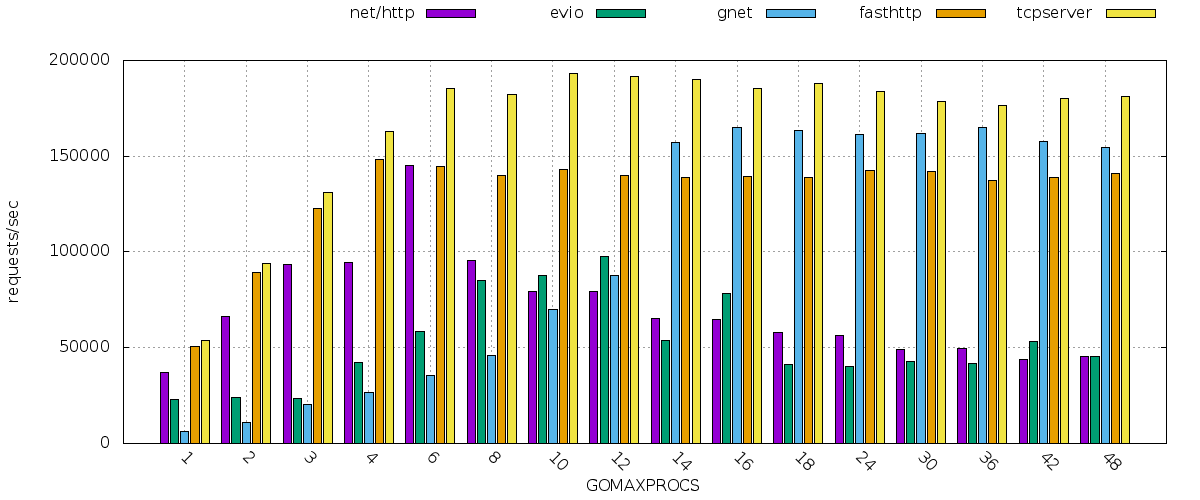 net/http evio gnet fasthttp tcpserver
200000
150000
100000
50000
0
requests/sec
1 2 3 4 6 8 10 12 14 16 18 24 30 36 42 48
GOMAXPROCS